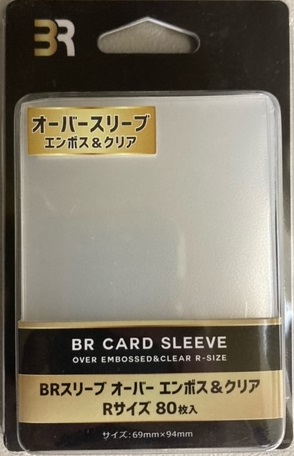 BR
オーバースリーブ
エンボス&クリア
BR CARD SLEEVE
OVER EMBOSSED&CLEAR R-SIZE
BRスリーブ オーバー エンボス&クリア
Rサイズ 80枚入
サイズ:69mm×94mm